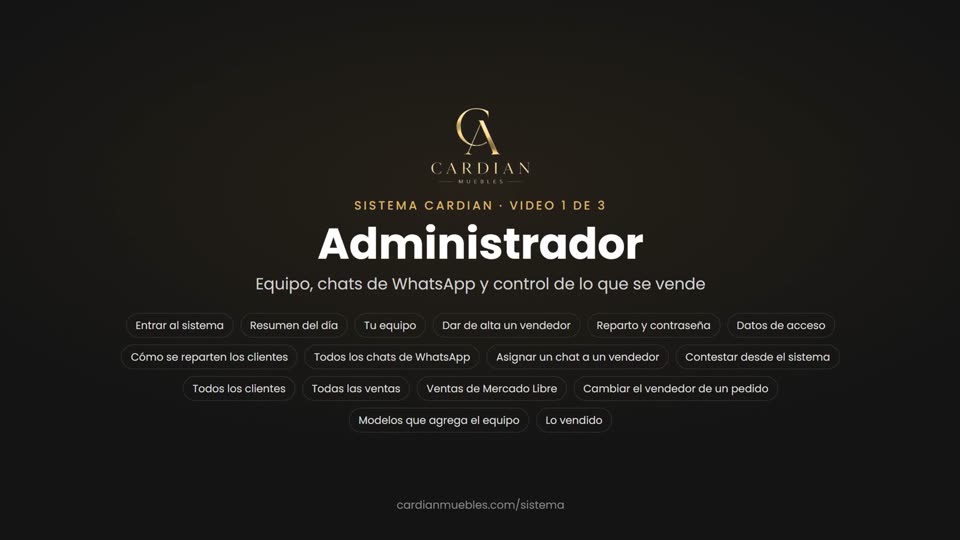 CA
CARDIAN
MUEBLES
SISTEMA CARDIAN · VIDEO 1 DE 3
Administrador
Equipo, chats de WhatsApp y control de lo que se vende
Entrar al sistema Resumen del día Tu equipo Dar de alta un vendedor Reparto y contraseña Datos de acceso
Cómo se reparten los clientes Todos los chats de WhatsApp Asignar un chat a un vendedor Contestar desde el sistema
Todos los clientes Todas las ventas Ventas de Mercado Libre Cambiar el vendedor de un pedido
Modelos que agrega el equipo Lo vendido
cardianmuebles.com/sistema